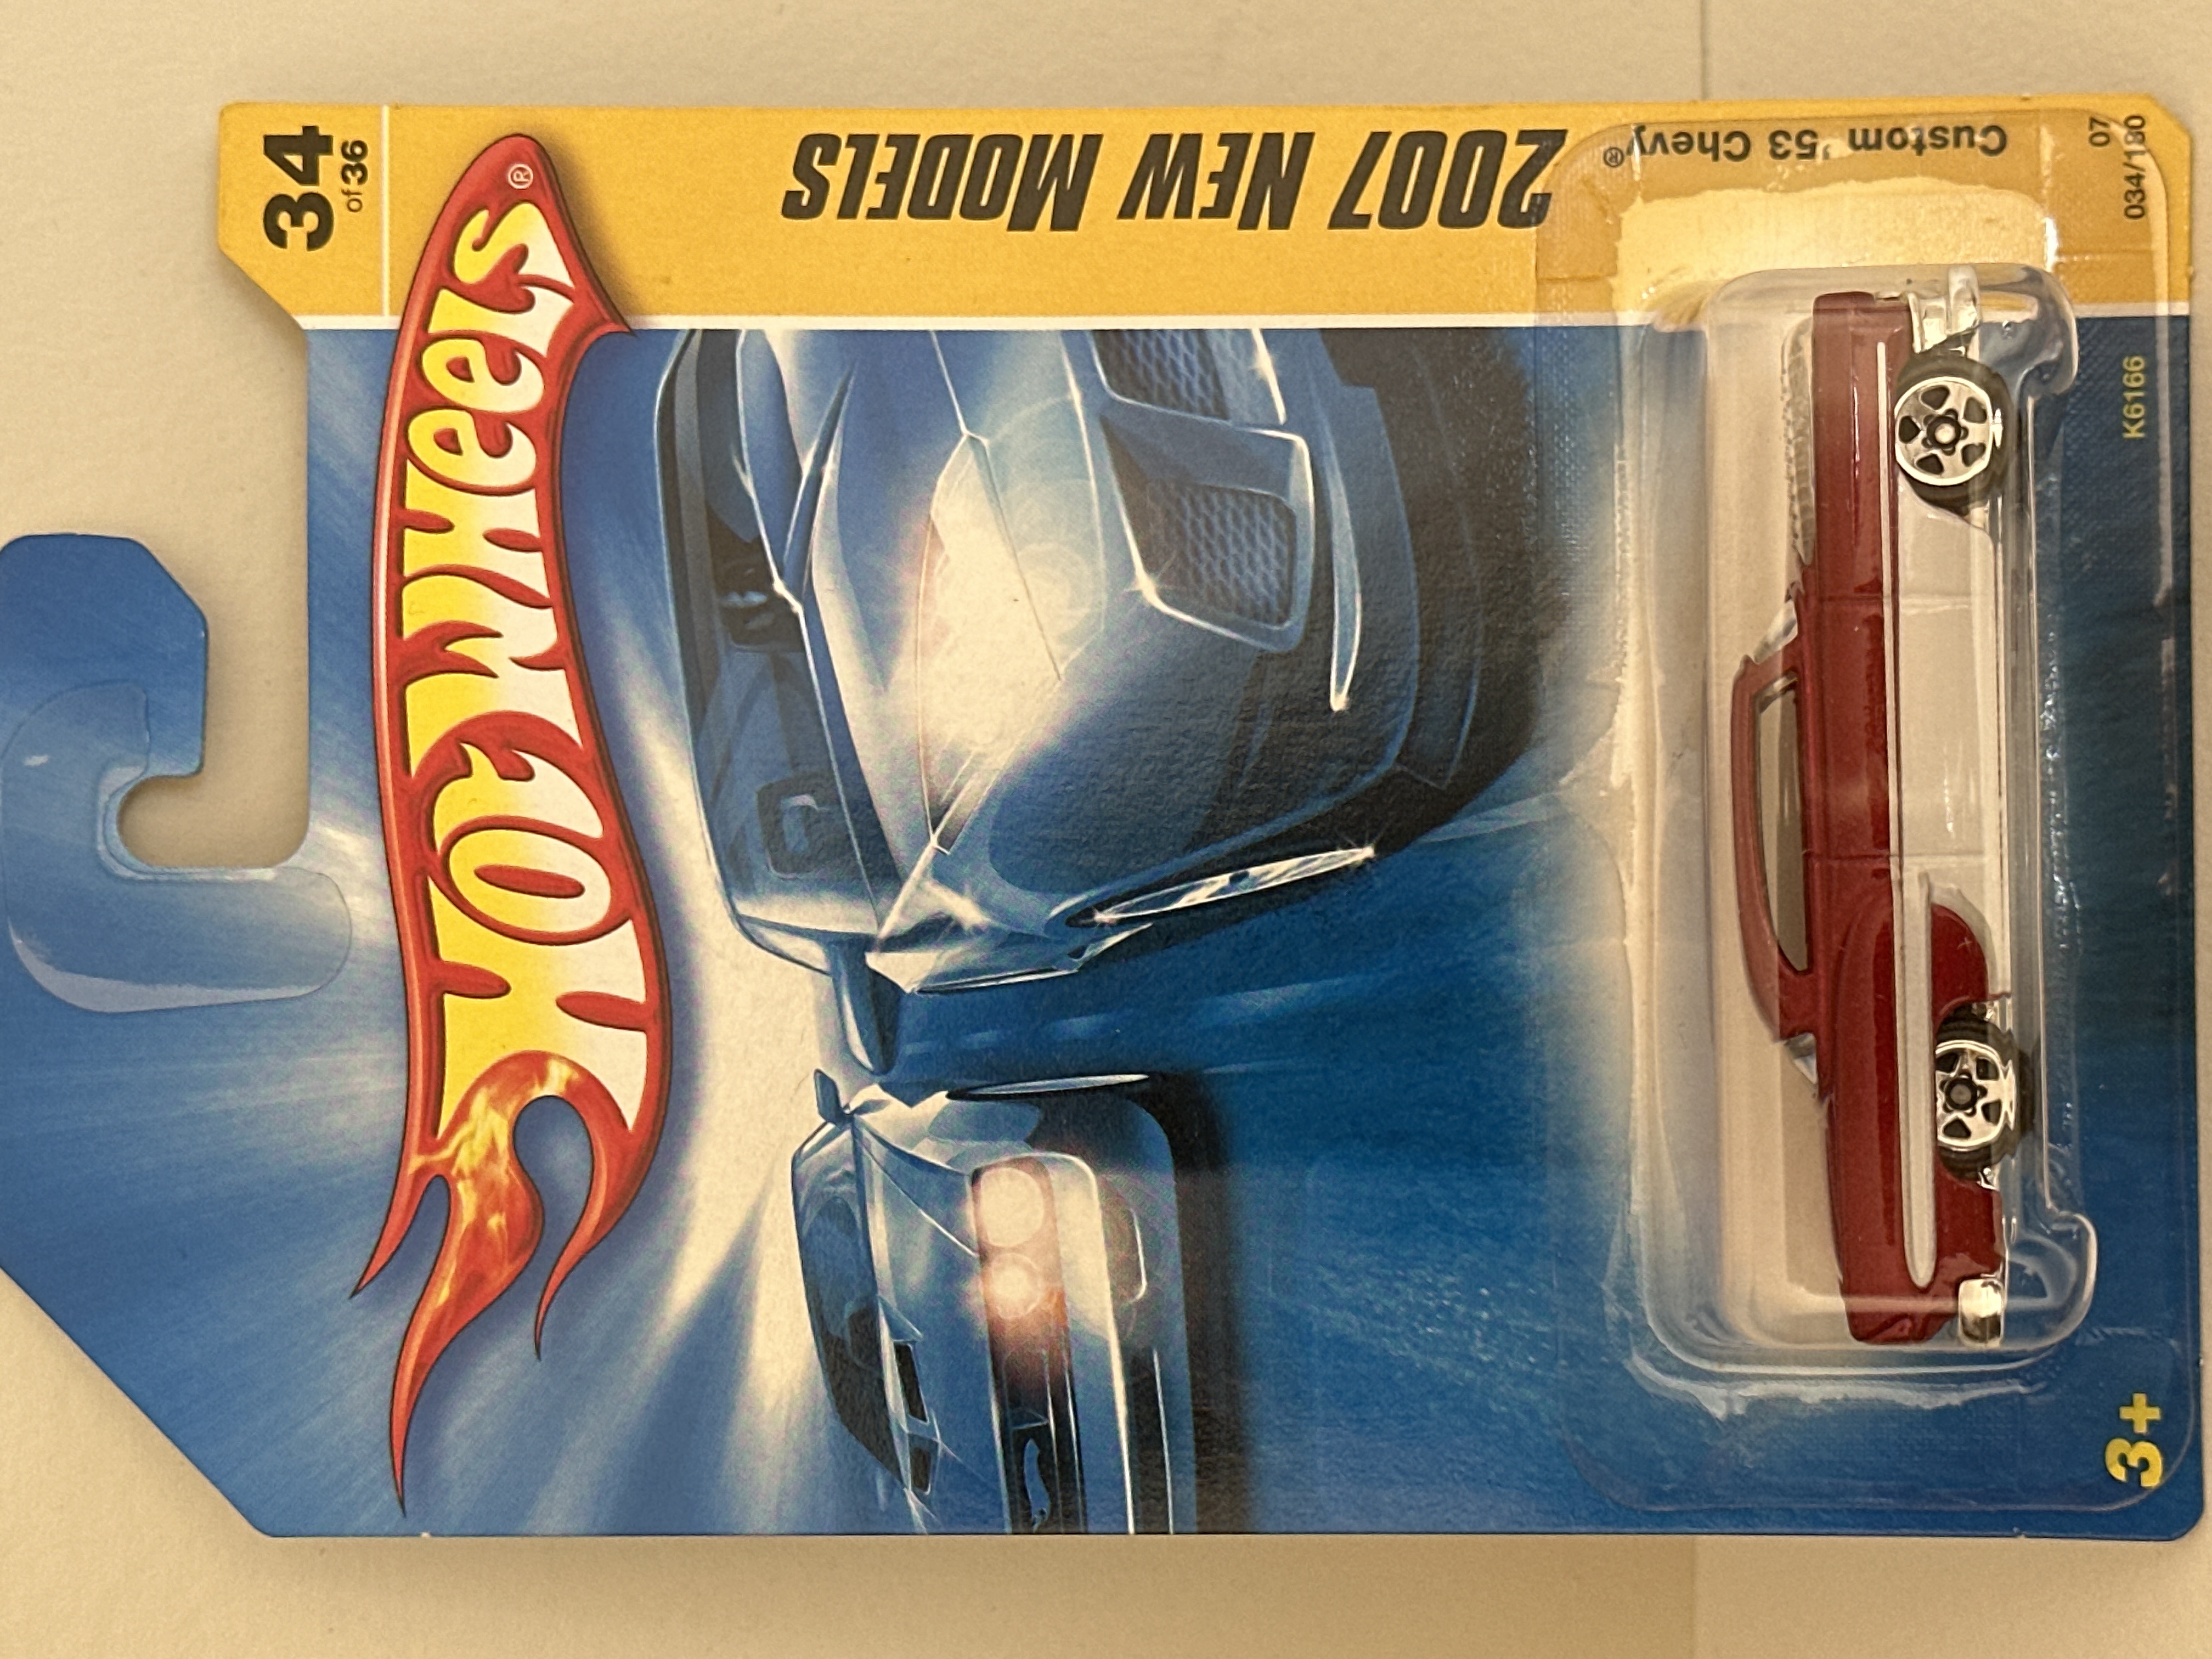 34
of 36
HOT WHEELS®
2007 NEW MODELS
Custom '53 Chevy®
07
034/180
K6166
3+